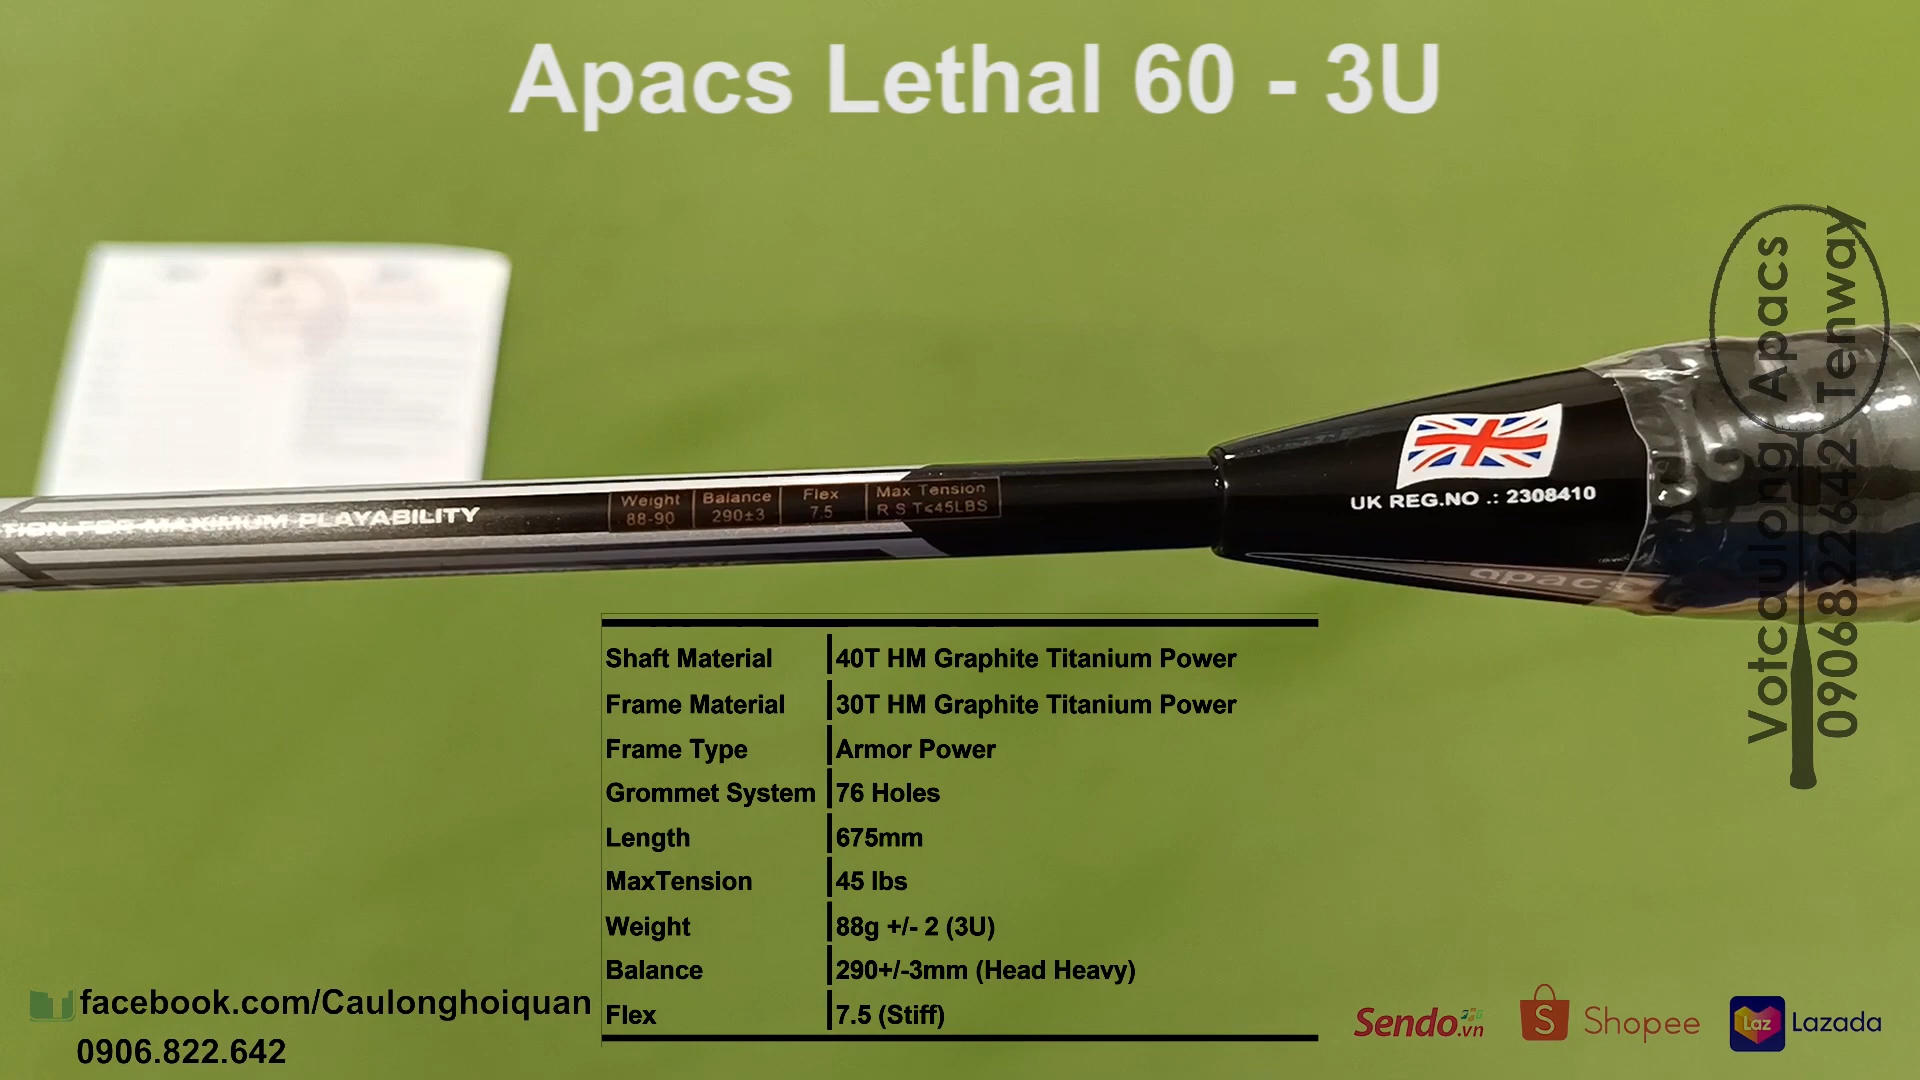 Apacs Lethal 60 - 3U
TION FOR MAXIMUM PLAYABILITY
Weight Balance Flex Max Tension
88-90 290±3 7.5 R S T≤45LBS
UK REG.NO .: 2308410
apacs
Votcaulong Apacs
0906822642 Tenway
Shaft Material 40T HM Graphite Titanium Power
Frame Material 30T HM Graphite Titanium Power
Frame Type Armor Power
Grommet System 76 Holes
Length 675mm
MaxTension 45 lbs
Weight 88g +/- 2 (3U)
Balance 290+/-3mm (Head Heavy)
Flex 7.5 (Stiff)
facebook.com/Caulonghoiquan
0906.822.642
Sendo.vn
S Shopee
Laz Lazada